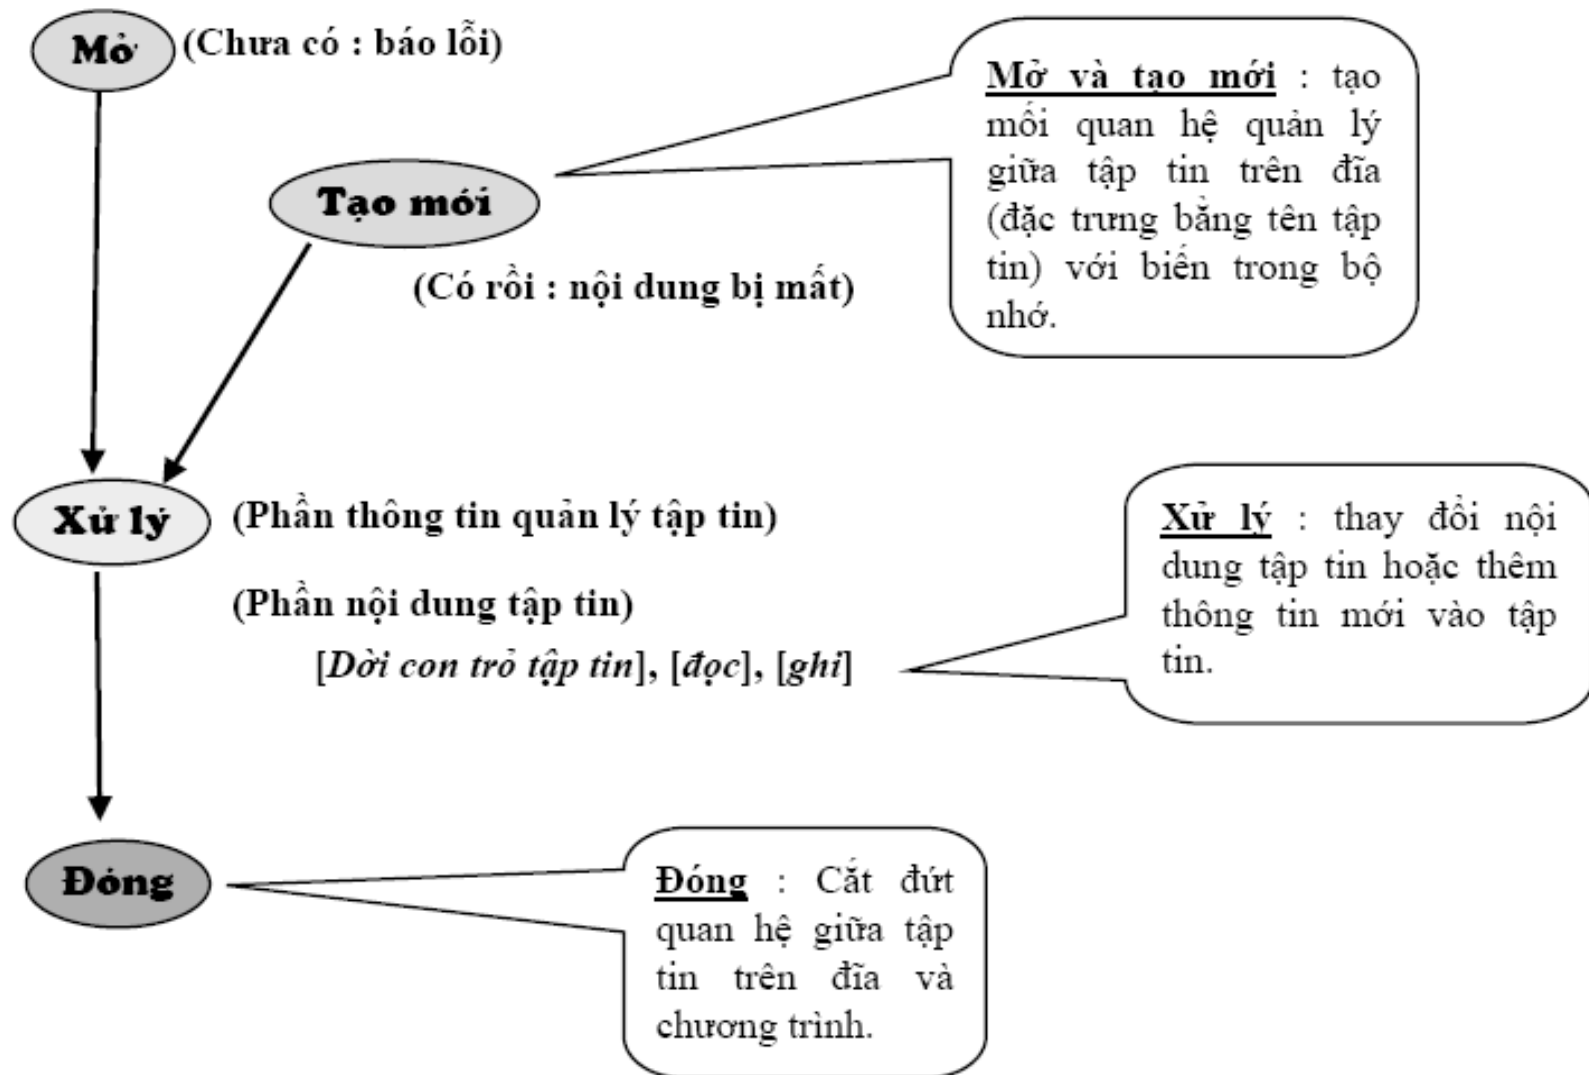 Mở
(Chưa có : báo lỗi)
Mở và tạo mới : tạo
mối quan hệ quản lý
giữa tập tin trên đĩa
(đặc trưng bằng tên tập
tin) với biến trong bộ
nhớ.
Tạo mới
(Có rồi : nội dung bị mất)
Xử lý
(Phần thông tin quản lý tập tin)
(Phần nội dung tập tin)
[Dời con trỏ tập tin], [đọc], [ghi]
Xử lý : thay đổi nội
dung tập tin hoặc thêm
thông tin mới vào tập
tin.
Đóng
Đóng : Cắt đứt
quan hệ giữa tập
tin trên đĩa và
chương trình.